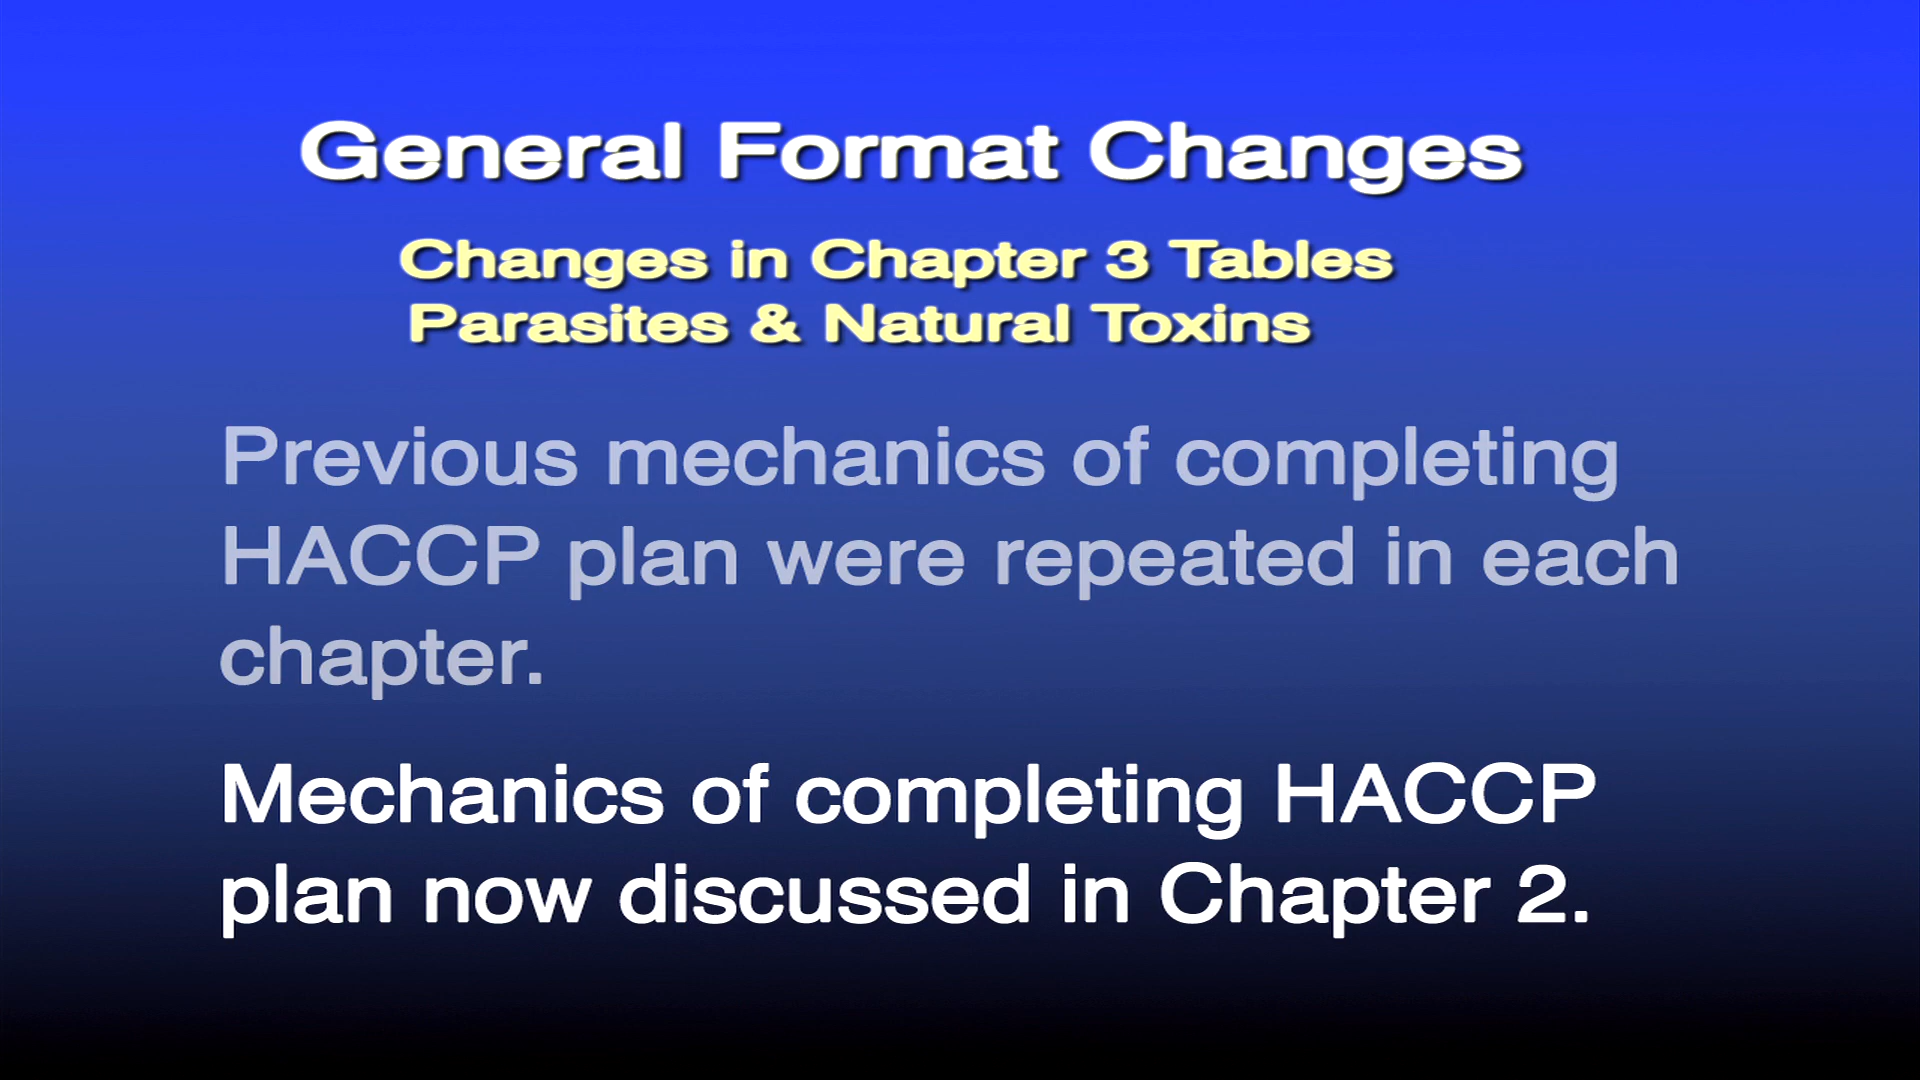 General Format Changes
Changes in Chapter 3 Tables
Parasites & Natural Toxins
Previous mechanics of completing
HACCP plan were repeated in each
chapter.
Mechanics of completing HACCP
plan now discussed in Chapter 2.